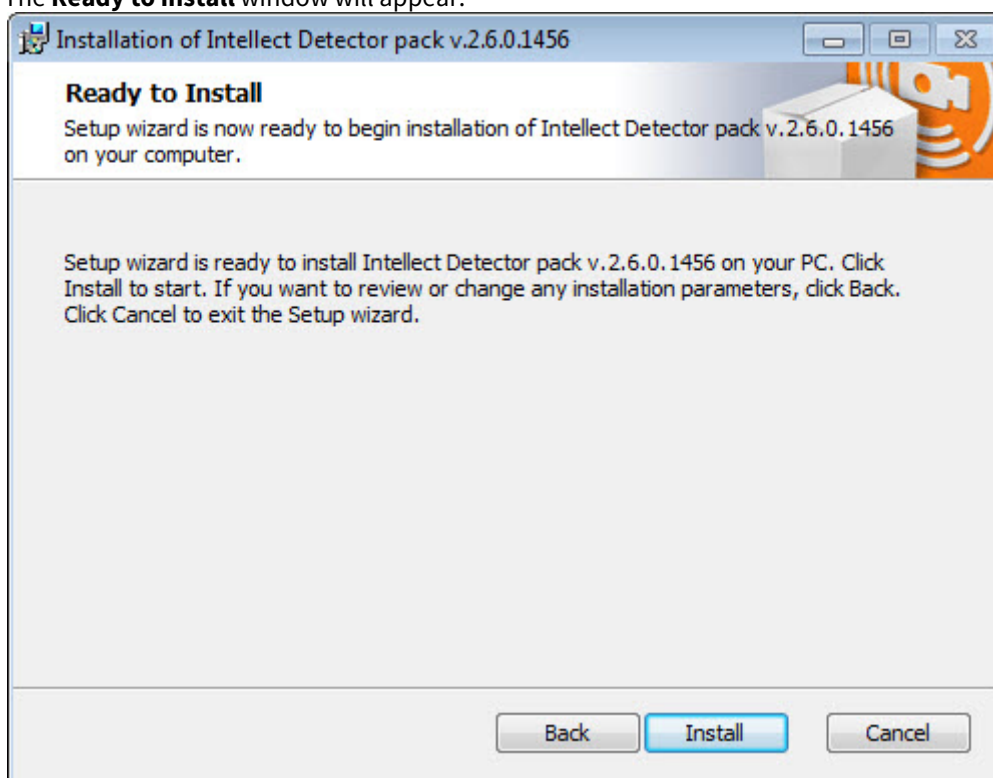 The Ready to Install window will appear.
Installation of Intellect Detector pack v.2.6.0.1456
Ready to Install
Setup wizard is now ready to begin installation of Intellect Detector pack v.2.6.0.1456
on your computer.
Setup wizard is ready to install Intellect Detector pack v.2.6.0.1456 on your PC. Click
Install to start. If you want to review or change any installation parameters, click Back.
Click Cancel to exit the Setup wizard.
Back
Install
Cancel